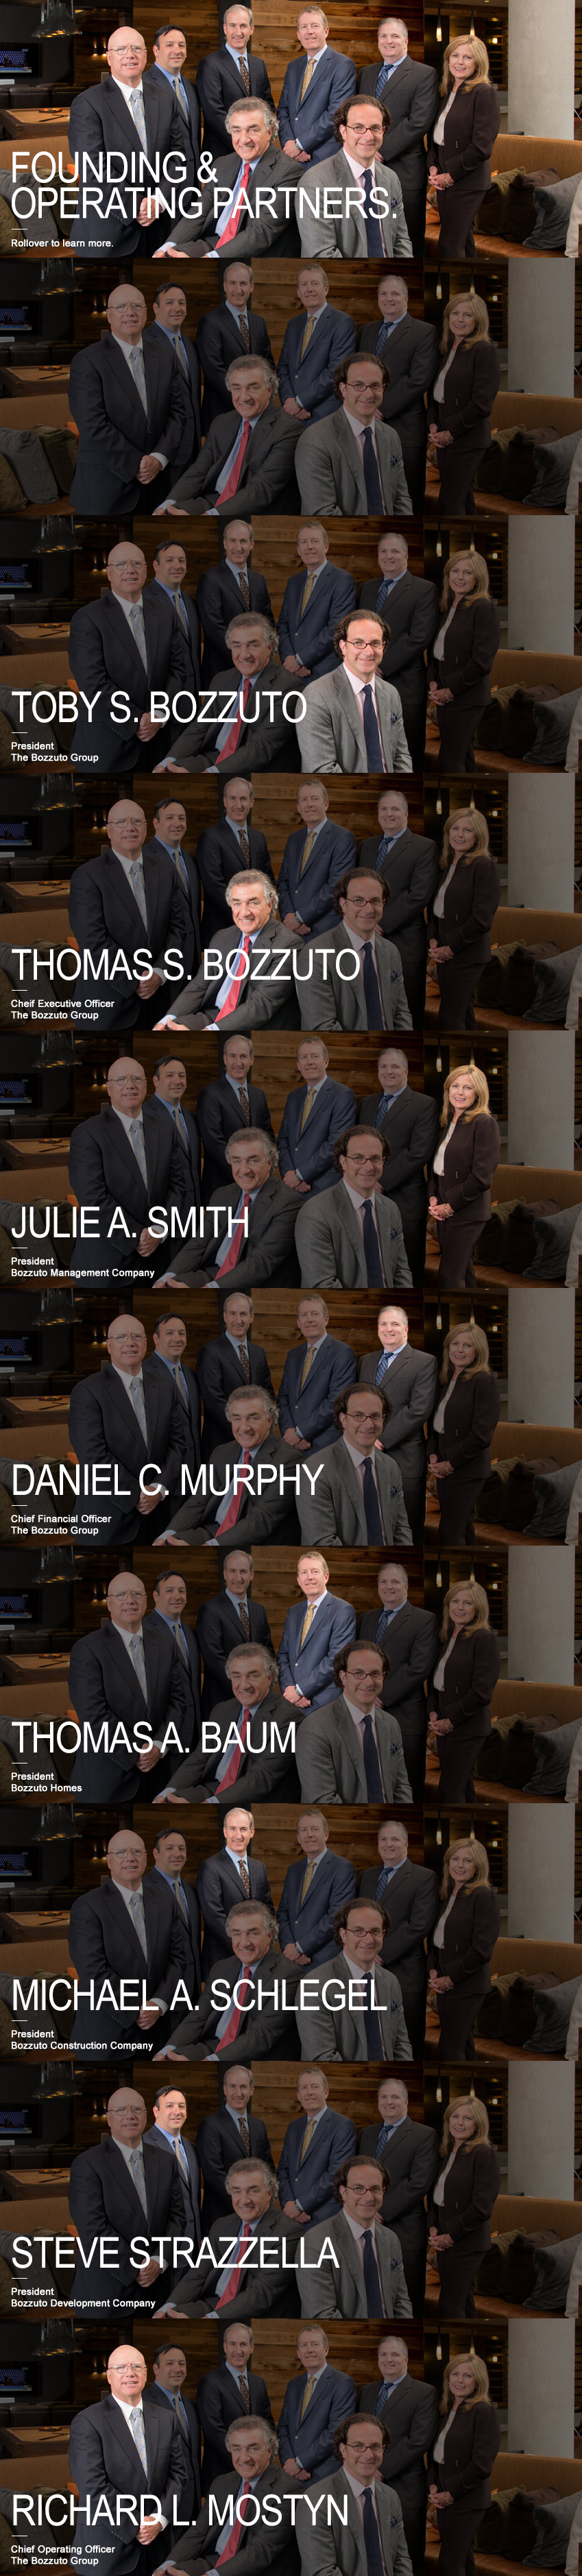 FOUNDING &
OPERATING PARTNERS.
Rollover to learn more.
TOBY S. BOZZUTO
President
The Bozzuto Group
THOMAS S. BOZZUTO
Cheif Executive Officer
The Bozzuto Group
JULIE A. SMITH
President
Bozzuto Management Company
DANIEL C. MURPHY
Chief Financial Officer
The Bozzuto Group
THOMAS A. BAUM
President
Bozzuto Homes
MICHAEL A. SCHLEGEL
President
Bozzuto Construction Company
STEVE STRAZZELLA
President
Bozzuto Development Company
RICHARD L. MOSTYN
Chief Operating Officer
The Bozzuto Group